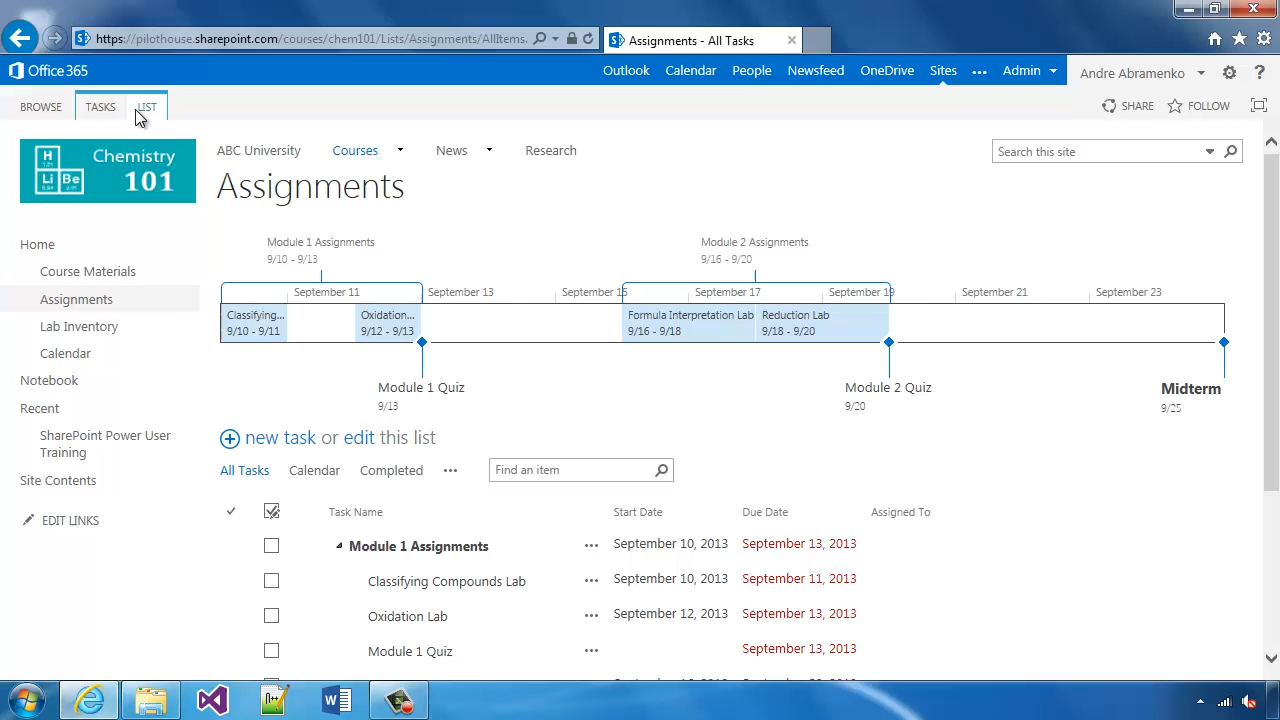 https://pilothouse.sharepoint.com/courses/chem101/Lists/Assignments/AllItems.
Assignments - All Tasks
Office 365
Outlook Calendar People Newsfeed OneDrive Sites ••• Admin
Andre Abramenko
?
BROWSE TASKS LIST
SHARE FOLLOW
H
Li Be
Chemistry
101
ABC University Courses News Research
Search this site
Assignments
Home
Course Materials
Assignments
Lab Inventory
Calendar
Notebook
Recent
SharePoint Power User
Training
Site Contents
EDIT LINKS
Module 1 Assignments
9/10 - 9/13
Module 2 Assignments
9/16 - 9/20
September 11 September 13 September 15 September 17 September 19 September 21 September 23
Classifying...
9/10 - 9/11
Oxidation...
9/12 - 9/13
Formula Interpretation Lab
9/16 - 9/18
Reduction Lab
9/18 - 9/20
Module 1 Quiz
9/13
Module 2 Quiz
9/20
Midterm
9/25
new task or edit this list
All Tasks Calendar Completed •••
Find an item
Task Name Start Date Due Date Assigned To
Module 1 Assignments ••• September 10, 2013 September 13, 2013
Classifying Compounds Lab ••• September 10, 2013 September 11, 2013
Oxidation Lab ••• September 12, 2013 September 13, 2013
Module 1 Quiz ••• September 13, 2013